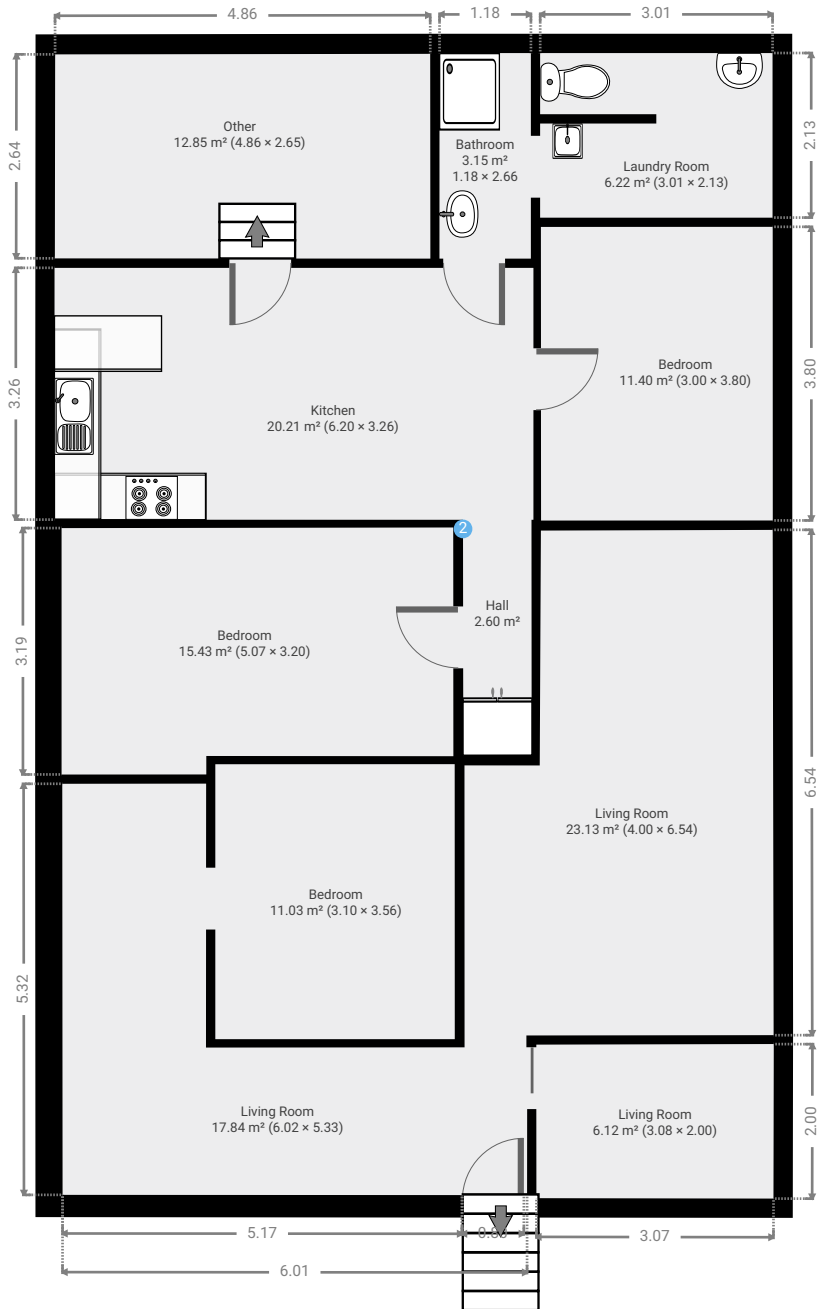 4.86
1.18
3.01
2.64
2.13
Other
12.85 m² (4.86 × 2.65)
Bathroom
3.15 m²
1.18 × 2.66
Laundry Room
6.22 m² (3.01 × 2.13)
3.26
3.80
Kitchen
20.21 m² (6.20 × 3.26)
Bedroom
11.40 m² (3.00 × 3.80)
2
3.19
Bedroom
15.43 m² (5.07 × 3.20)
Hall
2.60 m²
6.54
Living Room
23.13 m² (4.00 × 6.54)
Bedroom
11.03 m² (3.10 × 3.56)
5.32
Living Room
17.84 m² (6.02 × 5.33)
Living Room
6.12 m² (3.08 × 2.00)
2.00
5.17
3.07
6.01